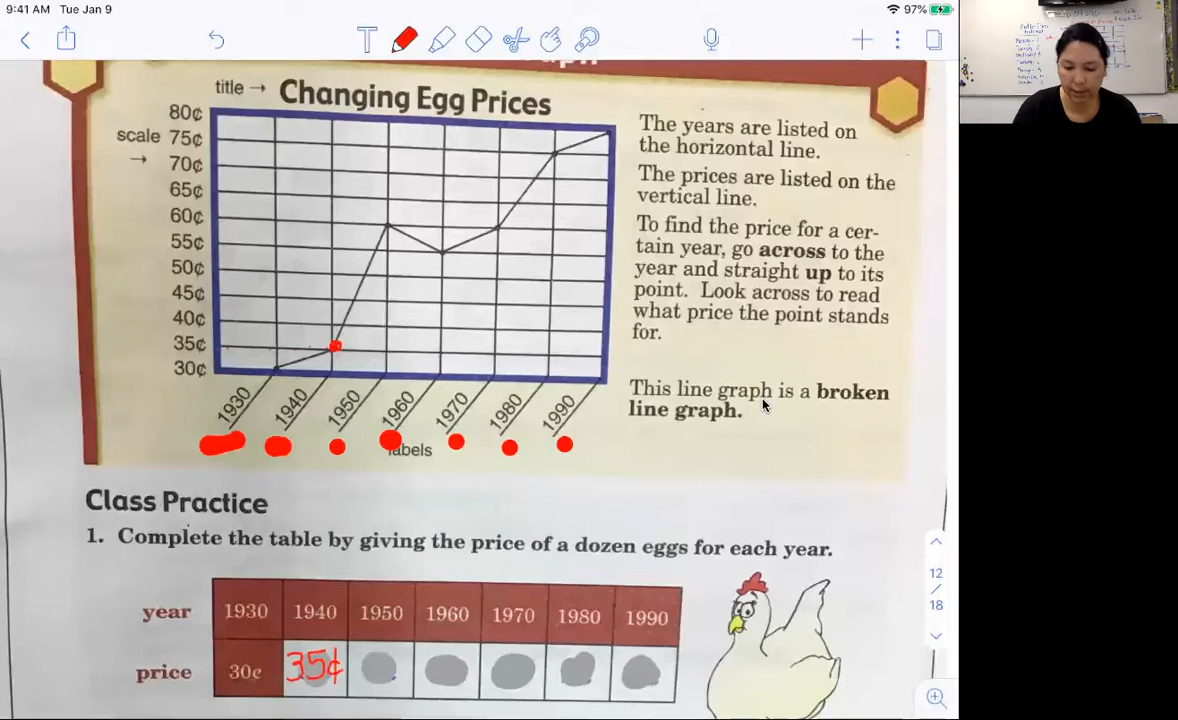 9:41 AM Tue Jan 9
97%
title → Changing Egg Prices
80¢
scale 75¢
→ 70¢
65¢
60¢
55¢
50¢
45¢
40¢
35¢
30¢
1930 1940 1950 1960 1970 1980 1990
labels
The years are listed on
the horizontal line.
The prices are listed on the
vertical line.
To find the price for a cer-
tain year, go across to the
year and straight up to its
point. Look across to read
what price the point stands
for.
This line graph is a broken
line graph.
Class Practice
1. Complete the table by giving the price of a dozen eggs for each year.
year 1930 1940 1950 1960 1970 1980 1990
price 30¢ 35¢
12
/
18